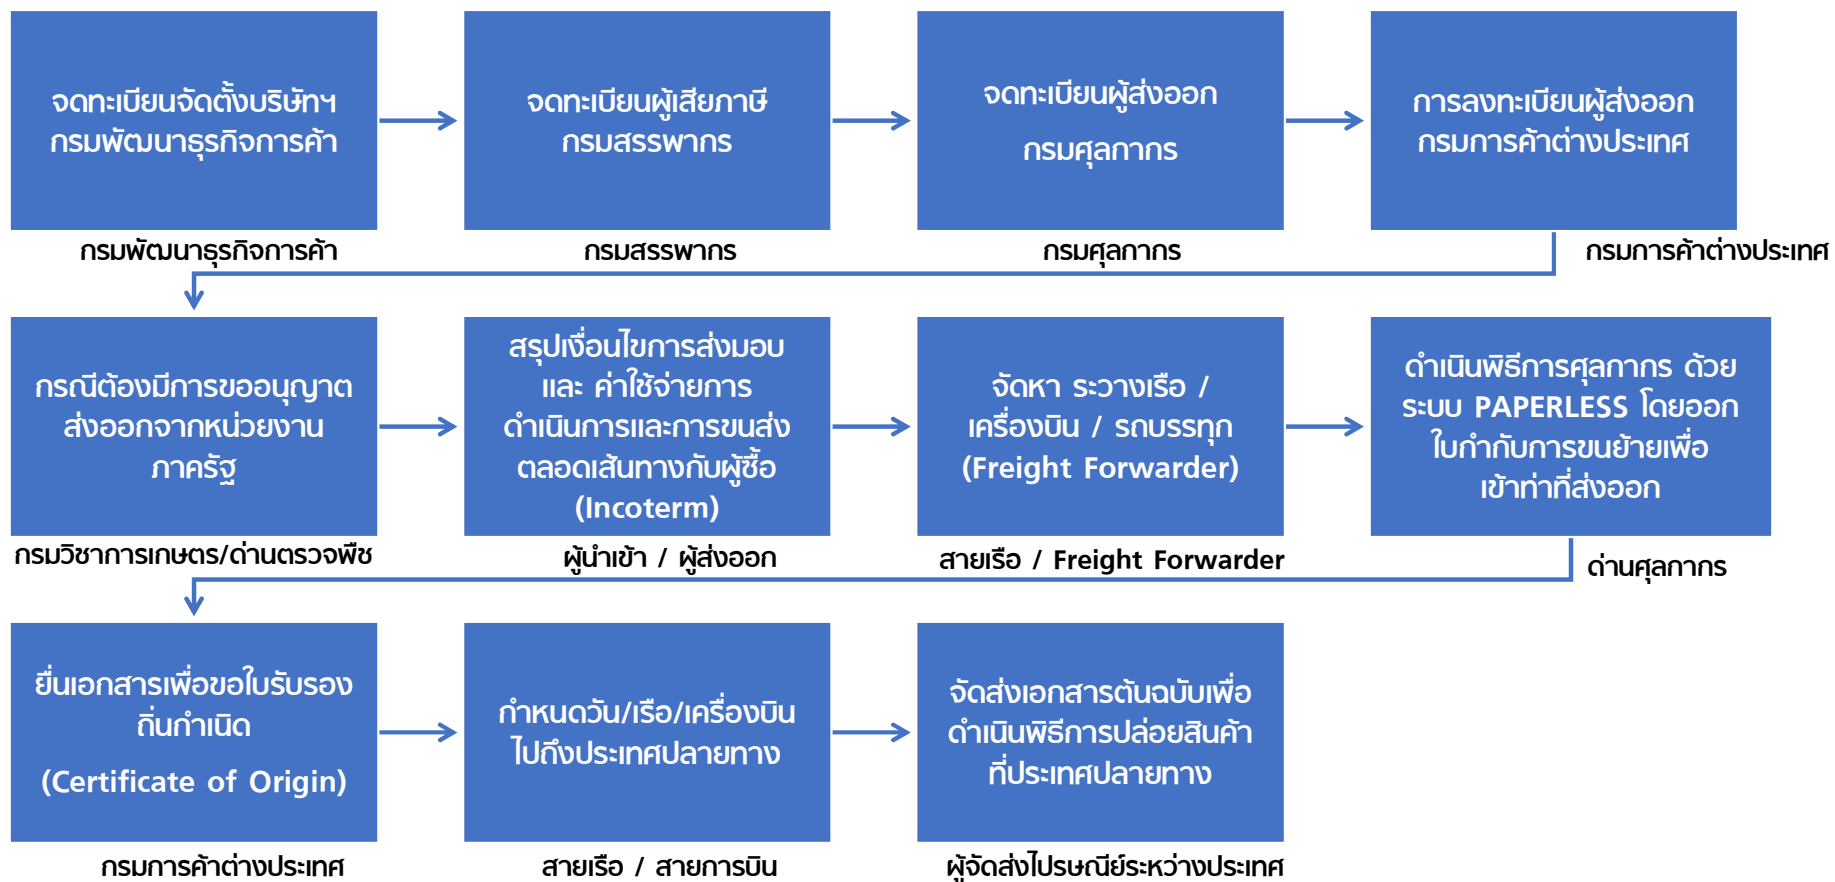 จดทะเบียนจัดตั้งบริษัทฯ
กรมพัฒนาธุรกิจการค้า
จดทะเบียนผู้เสียภาษี
กรมสรรพากร
จดทะเบียนผู้ส่งออก
กรมศุลกากร
การลงทะเบียนผู้ส่งออก
กรมการค้าต่างประเทศ
กรมพัฒนาธุรกิจการค้า
กรมสรรพากร
กรมศุลกากร
กรมการค้าต่างประเทศ
กรณีต้องมีการขออนุญาต
ส่งออกจากหน่วยงาน
ภาครัฐ
สรุปเงื่อนไขการส่งมอบ
และ ค่าใช้จ่ายการ
ดำเนินการและการขนส่ง
ตลอดเส้นทางกับผู้ซื้อ
(Incoterm)
จัดหา ระวางเรือ /
เครื่องบิน / รถบรรทุก
(Freight Forwarder)
ดำเนินพิธีการศุลกากร ด้วย
ระบบ PAPERLESS โดยออก
ใบกำกับการขนย้ายเพื่อ
เข้าท่าที่ส่งออก
กรมวิชาการเกษตร/ด่านตรวจพืช
ผู้นำเข้า / ผู้ส่งออก
สายเรือ / Freight Forwarder
ด่านศุลกากร
ยื่นเอกสารเพื่อขอใบรับรอง
ถิ่นกำเนิด
(Certificate of Origin)
กำหนดวัน/เรือ/เครื่องบิน
ไปถึงประเทศปลายทาง
จัดส่งเอกสารต้นฉบับเพื่อ
ดำเนินพิธีการปล่อยสินค้า
ที่ประเทศปลายทาง
กรมการค้าต่างประเทศ
สายเรือ / สายการบิน
ผู้จัดส่งไปรษณีย์ระหว่างประเทศ